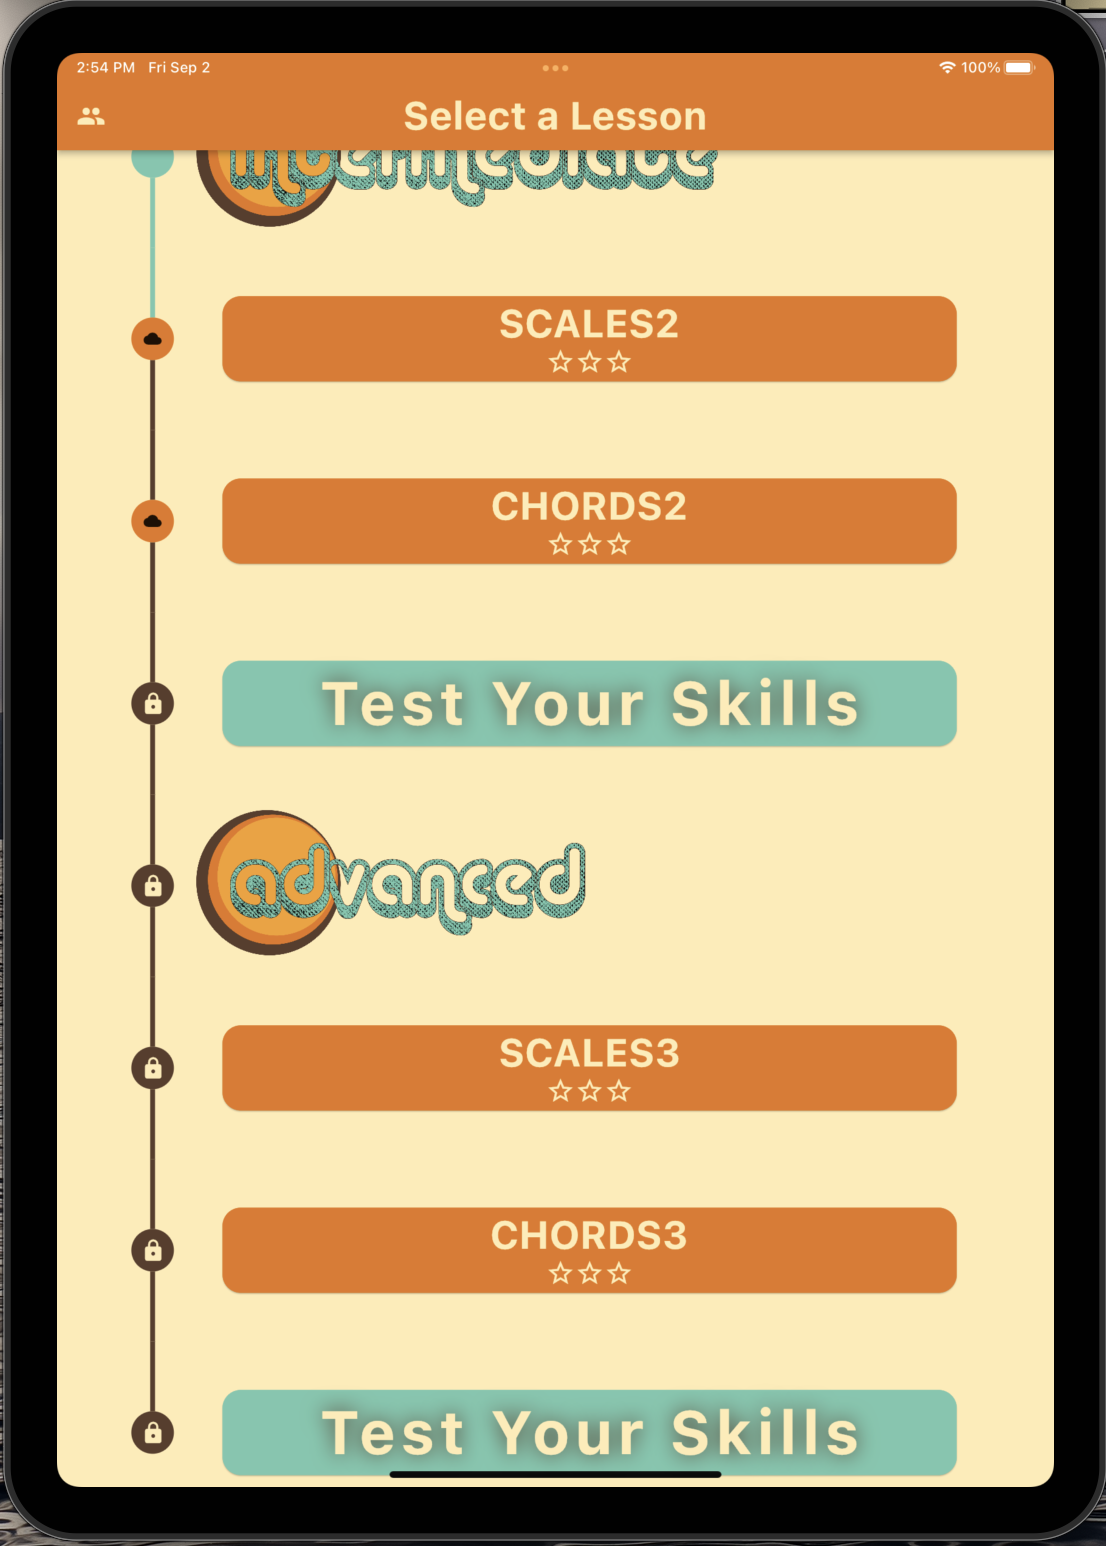 2:54 PM Fri Sep 2
100%
Select a Lesson
intermediate
SCALES2
CHORDS2
Test Your Skills
advanced
SCALES3
CHORDS3
Test Your Skills